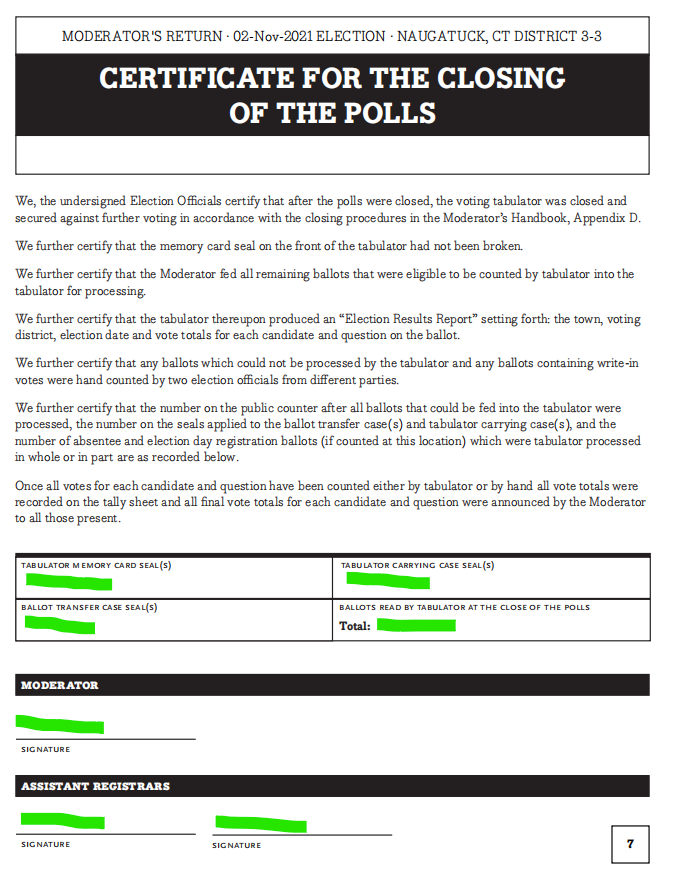 MODERATOR'S RETURN · 02-Nov-2021 ELECTION · NAUGATUCK, CT DISTRICT 3-3
CERTIFICATE FOR THE CLOSING
OF THE POLLS
We, the undersigned Election Officials certify that after the polls were closed, the voting tabulator was closed and
secured against further voting in accordance with the closing procedures in the Moderator's Handbook, Appendix D.
We further certify that the memory card seal on the front of the tabulator had not been broken.
We further certify that the Moderator fed all remaining ballots that were eligible to be counted by tabulator into the
tabulator for processing.
We further certify that the tabulator thereupon produced an “Election Results Report” setting forth: the town, voting
district, election date and vote totals for each candidate and question on the ballot.
We further certify that any ballots which could not be processed by the tabulator and any ballots containing write-in
votes were hand counted by two election officials from different parties.
We further certify that the number on the public counter after all ballots that could be fed into the tabulator were
processed, the number on the seals applied to the ballot transfer case(s) and tabulator carrying case(s), and the
number of absentee and election day registration ballots (if counted at this location) which were tabulator processed
in whole or in part are as recorded below.
Once all votes for each candidate and question have been counted either by tabulator or by hand all vote totals were
recorded on the tally sheet and all final vote totals for each candidate and question were announced by the Moderator
to all those present.
TABULATOR MEMORY CARD SEAL(S)
TABULATOR CARRYING CASE SEAL(S)
BALLOT TRANSFER CASE SEAL(S)
BALLOTS READ BY TABULATOR AT THE CLOSE OF THE POLLS
Total:
MODERATOR
SIGNATURE
ASSISTANT REGISTRARS
SIGNATURE
SIGNATURE
7